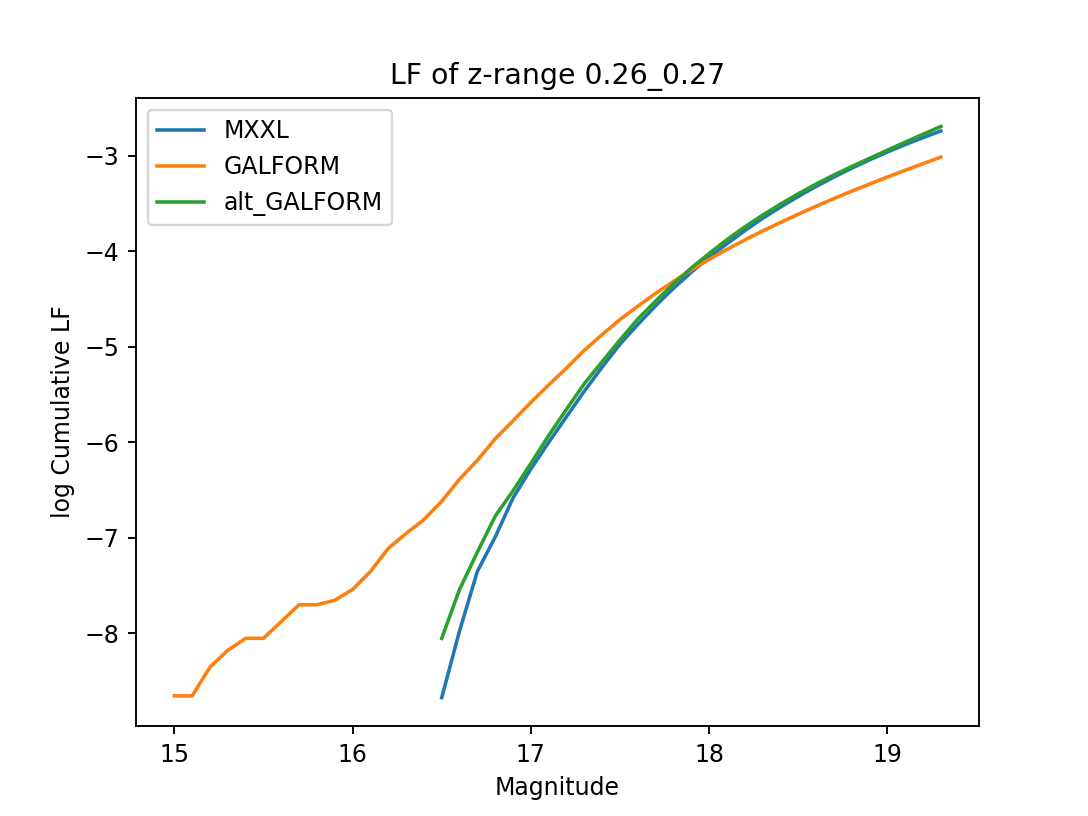 LF of z-range 0.26_0.27
MXXL
GALFORM
alt_GALFORM
−3
−4
−5
−6
−7
−8
log Cumulative LF
15 16 17 18 19
Magnitude